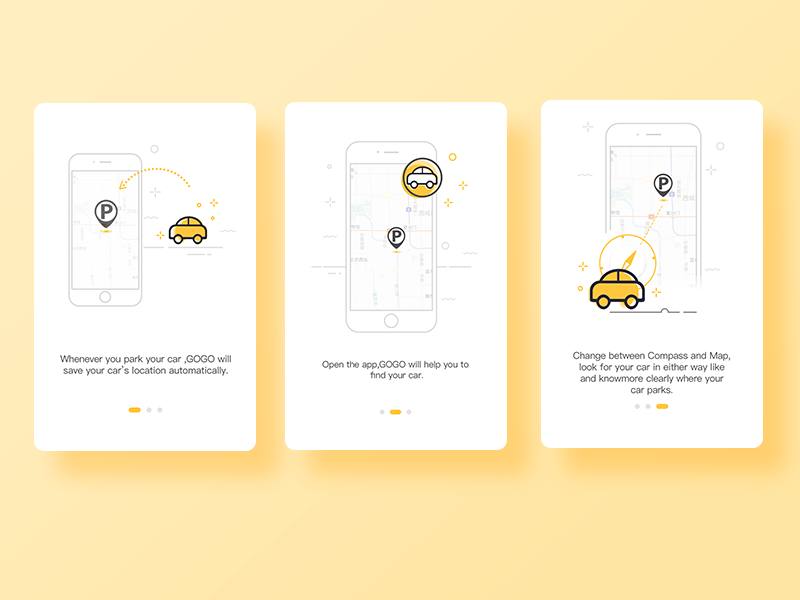 P
Whenever you park your car ,GOGO will
save your car's location automatically.
P
Open the app,GOGO will help you to
find your car.
P
Change between Compass and Map,
look for your car in either way like
and knowmore clearly where your
car parks.